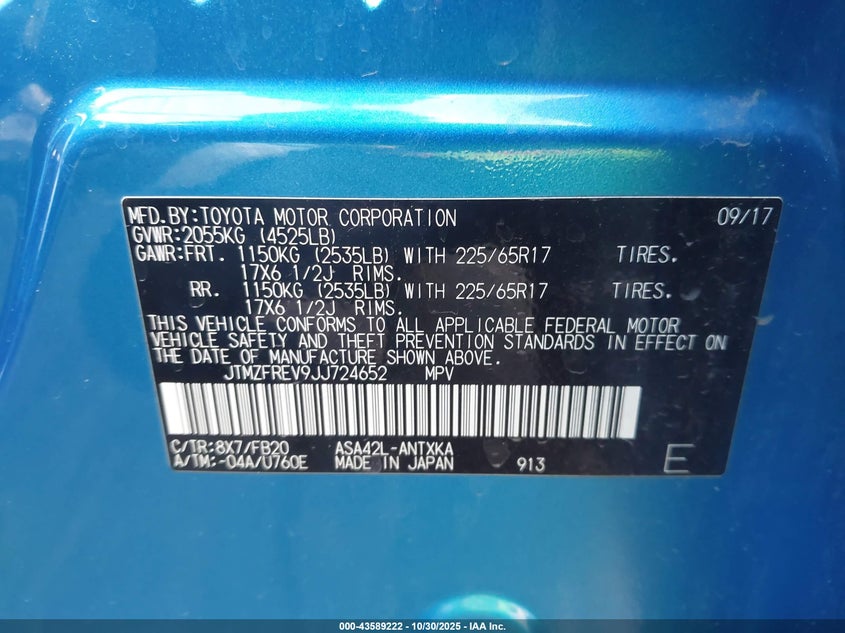 MFD.BY:TOYOTA MOTOR CORPORATION 09/17
GVWR:2055KG (4525LB)
GAWR:FRT. 1150KG (2535LB) WITH 225/65R17 TIRES.
17X6 1/2J RIMS.
RR. 1150KG (2535LB) WITH 225/65R17 TIRES.
17X6 1/2J RIMS.
THIS VEHICLE CONFORMS TO ALL APPLICABLE FEDERAL MOTOR
VEHICLE SAFETY AND THEFT PREVENTION STANDARDS IN EFFECT ON
THE DATE OF MANUFACTURE SHOWN ABOVE.
JTMZFREV9JJ724652 MPV
C/TR:8X7/FB20 ASA42L-ANTXKA
A/TM:-04A/U760E MADE IN JAPAN 913 E
000-43589222 - 10/30/2025 - IAA Inc.